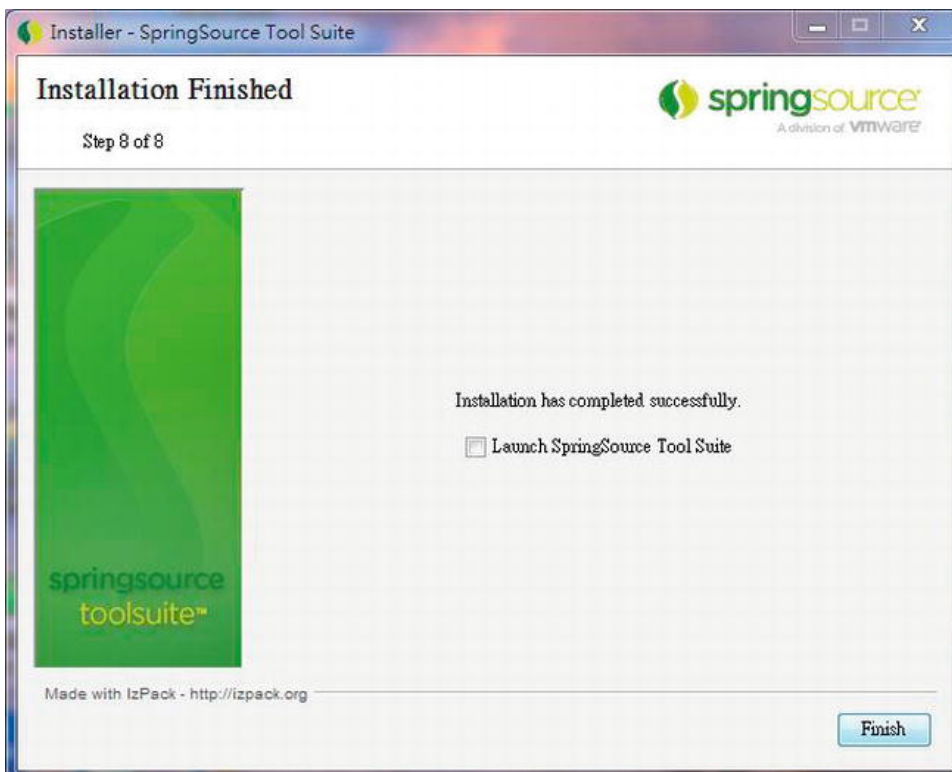 Installer - SpringSource Tool Suite
Installation Finished
Step 8 of 8
springsource
A division of vmware
springsource
toolsuite™
Installation has completed successfully.
Launch SpringSource Tool Suite
Made with IzPack - http://izpack.org
Finish